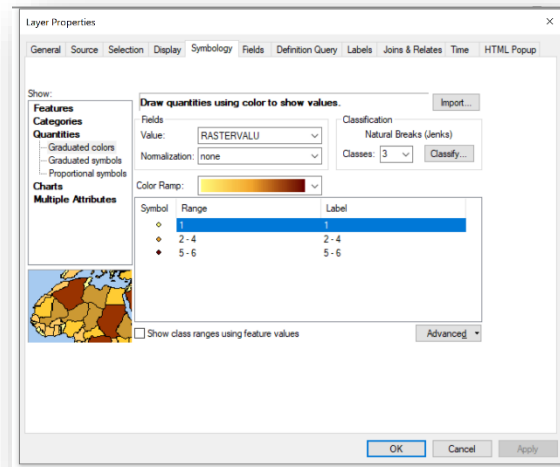 Layer Properties
×
General Source Selection Display Symbology Fields Definition Query Labels Joins & Relates Time HTML Popup
Show:
Features
Categories
Quantities
Graduated colors
Graduated symbols
Proportional symbols
Charts
Multiple Attributes
Draw quantities using color to show values.
Import...
Fields
Value: RASTERVALU
Normalization: none
Classification
Natural Breaks (Jenks)
Classes: 3 Classify...
Color Ramp:
Symbol Range Label
1 1
2 - 4 2 - 4
5 - 6 5 - 6
Show class ranges using feature values
Advanced
OK Cancel Apply